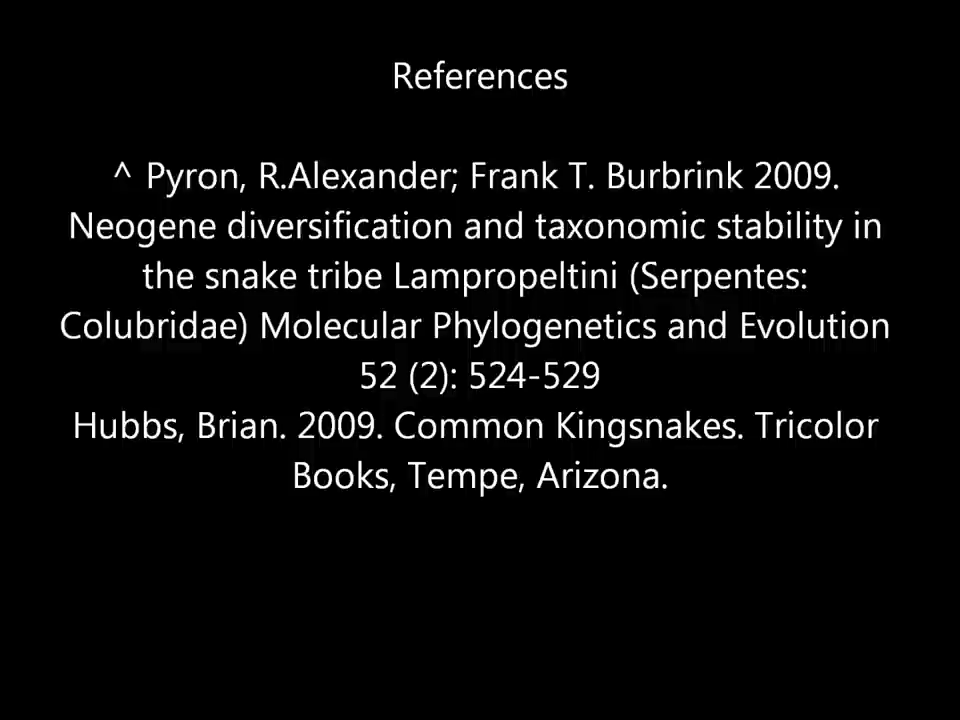 References
^ Pyron, R.Alexander; Frank T. Burbrink 2009.
Neogene diversification and taxonomic stability in
the snake tribe Lampropeltini (Serpentes:
Colubridae) Molecular Phylogenetics and Evolution
52 (2): 524-529
Hubbs, Brian. 2009. Common Kingsnakes. Tricolor
Books, Tempe, Arizona.